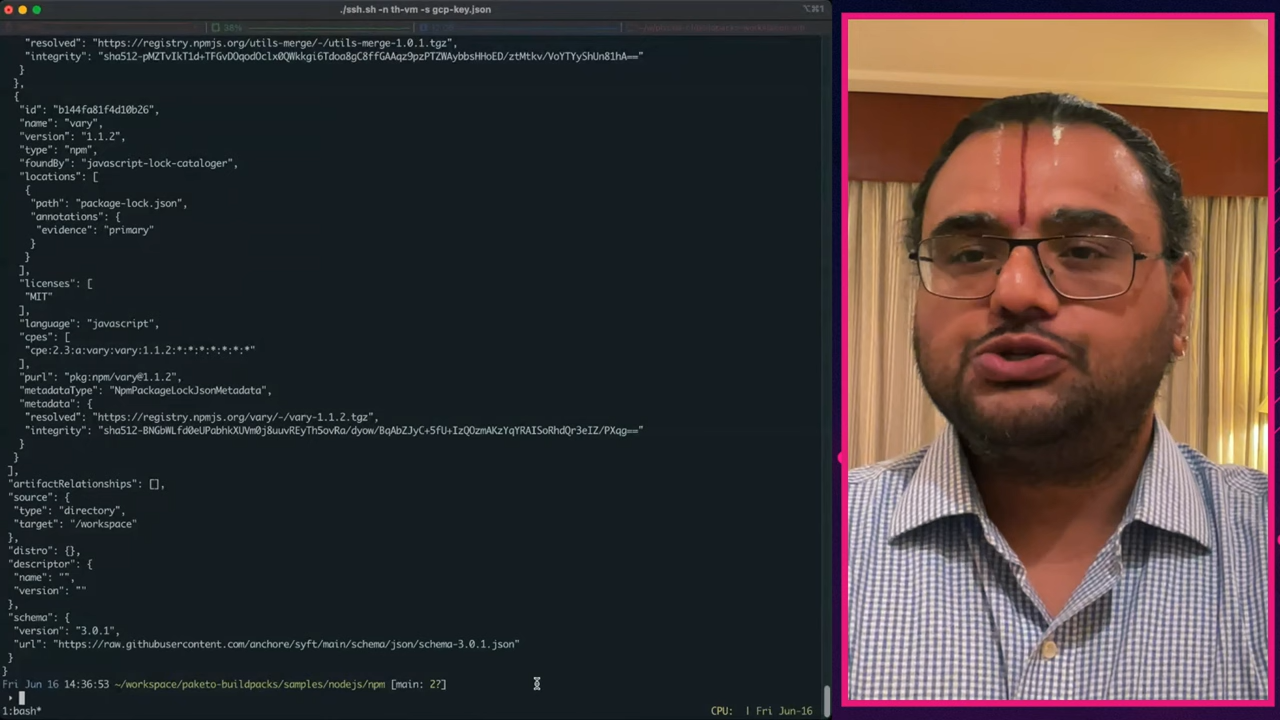 ./ssh.sh -n th-vm -s gcp-key.json
⌥⌘1
"resolved": "https://registry.npmjs.org/utils-merge/-/utils-merge-1.0.1.tgz",
"integrity": "sha512-pMZTvIkT1d+TFGvDOqodOclx0QWkkgi6Tdoa8gC8ffGAAqz9pzPTZWAybbsHHoED/ztMtkv/VoYTYyShUn81hA=="
}
},
{
"id": "b144fa81f4d10b26",
"name": "vary",
"version": "1.1.2",
"type": "npm",
"foundBy": "javascript-lock-cataloger",
"locations": [
{
"path": "package-lock.json",
"annotations": {
"evidence": "primary"
}
}
],
"licenses": [
"MIT"
],
"language": "javascript",
"cpes": [
"cpe:2.3:a:vary:vary:1.1.2:*:*:*:*:*:*:*"
],
"purl": "pkg:npm/vary@1.1.2",
"metadataType": "NpmPackageLockJsonMetadata",
"metadata": {
"resolved": "https://registry.npmjs.org/vary/-/vary-1.1.2.tgz",
"integrity": "sha512-BNGbWLfd0eUPabhkXUVm0j8uuvREyTh5ovRa/dyow/BqAbZJyC+5fU+IzQOzmAKzYqYRAISoRhdQr3eIZ/PXqg=="
}
}
],
"artifactRelationships": [],
"source": {
"type": "directory",
"target": "/workspace"
},
"distro": {},
"descriptor": {
"name": "",
"version": ""
},
"schema": {
"version": "3.0.1",
"url": "https://raw.githubusercontent.com/anchore/syft/main/schema/json/schema-3.0.1.json"
}
}
Fri Jun 16 14:36:53 ~/workspace/paketo-buildpacks/samples/nodejs/npm [main: 2?]
1:bash*
CPU: | Fri Jun-16